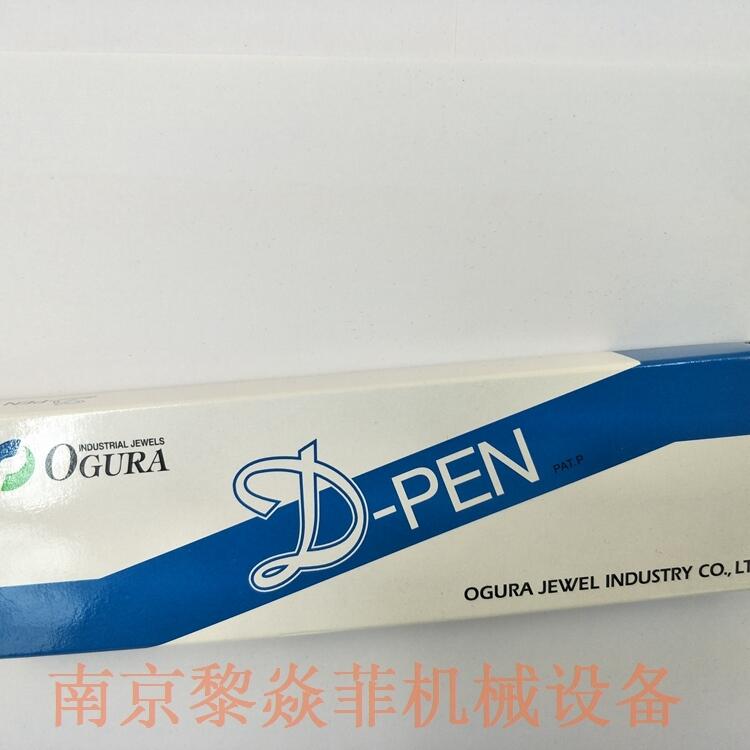 INDUSTRIAL JEWELS
OGURA
D-PEN
PAT.P
OGURA JEWEL INDUSTRY CO., LT
南京黎焱菲机械设备